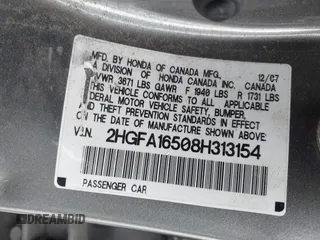 MFD. BY HONDA OF CANADA MFG. 12/07
A DIVISION OF HONDA CANADA INC. CANADA
GVWR 3671 LBS GAWR F 1940 LBS R 1731 LBS
THIS VEHICLE CONFORMS TO ALL APPLICABLE
FEDERAL MOTOR VEHICLE SAFETY, BUMPER,
AND THEFT PREVENTION STANDARDS IN EFFECT
ON THE DATE OF MANUFACTURE SHOWN ABOVE.
V.I.N. 2HGFA16508H313154
PASSENGER CAR
DREAMBID